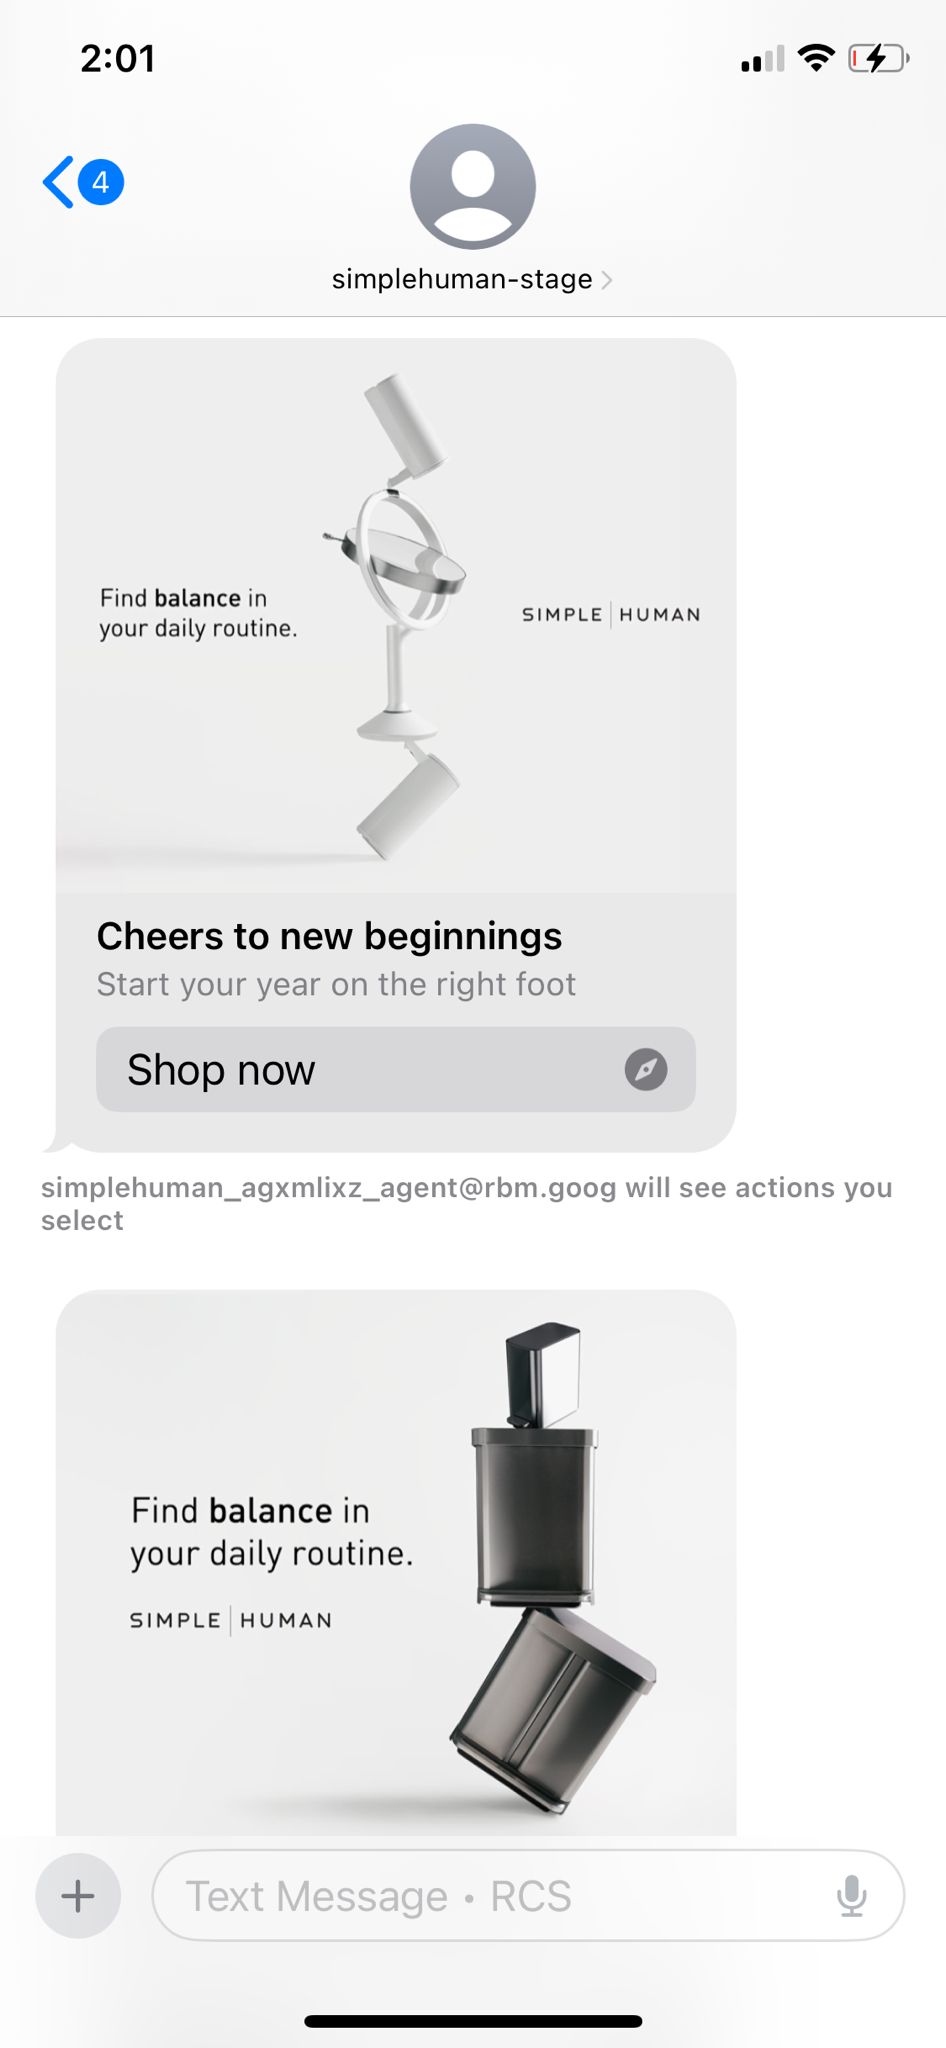 2:01
4
simplehuman-stage
Find balance in
your daily routine.
SIMPLE HUMAN
Cheers to new beginnings
Start your year on the right foot
Shop now
simplehuman_agxmlixz_agent@rbm.goog will see actions you
select
Find balance in
your daily routine.
SIMPLE HUMAN
Text Message • RCS